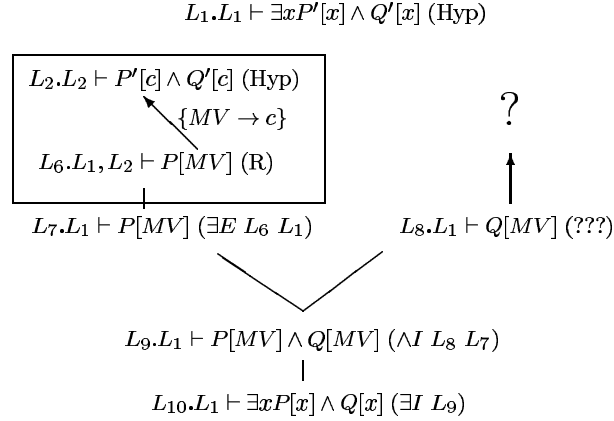 L₁.L₁ ⊢ ∃xP′[x] ∧ Q′[x] (Hyp)
L₂.L₂ ⊢ P′[c] ∧ Q′[c] (Hyp)
{MV → c}
?
L₆.L₁, L₂ ⊢ P[MV] (R)
L₇.L₁ ⊢ P[MV] (∃E L₆ L₁)
L₈.L₁ ⊢ Q[MV] (???)
L₉.L₁ ⊢ P[MV] ∧ Q[MV] (∧I L₈ L₇)
L₁₀.L₁ ⊢ ∃xP[x] ∧ Q[x] (∃I L₉)